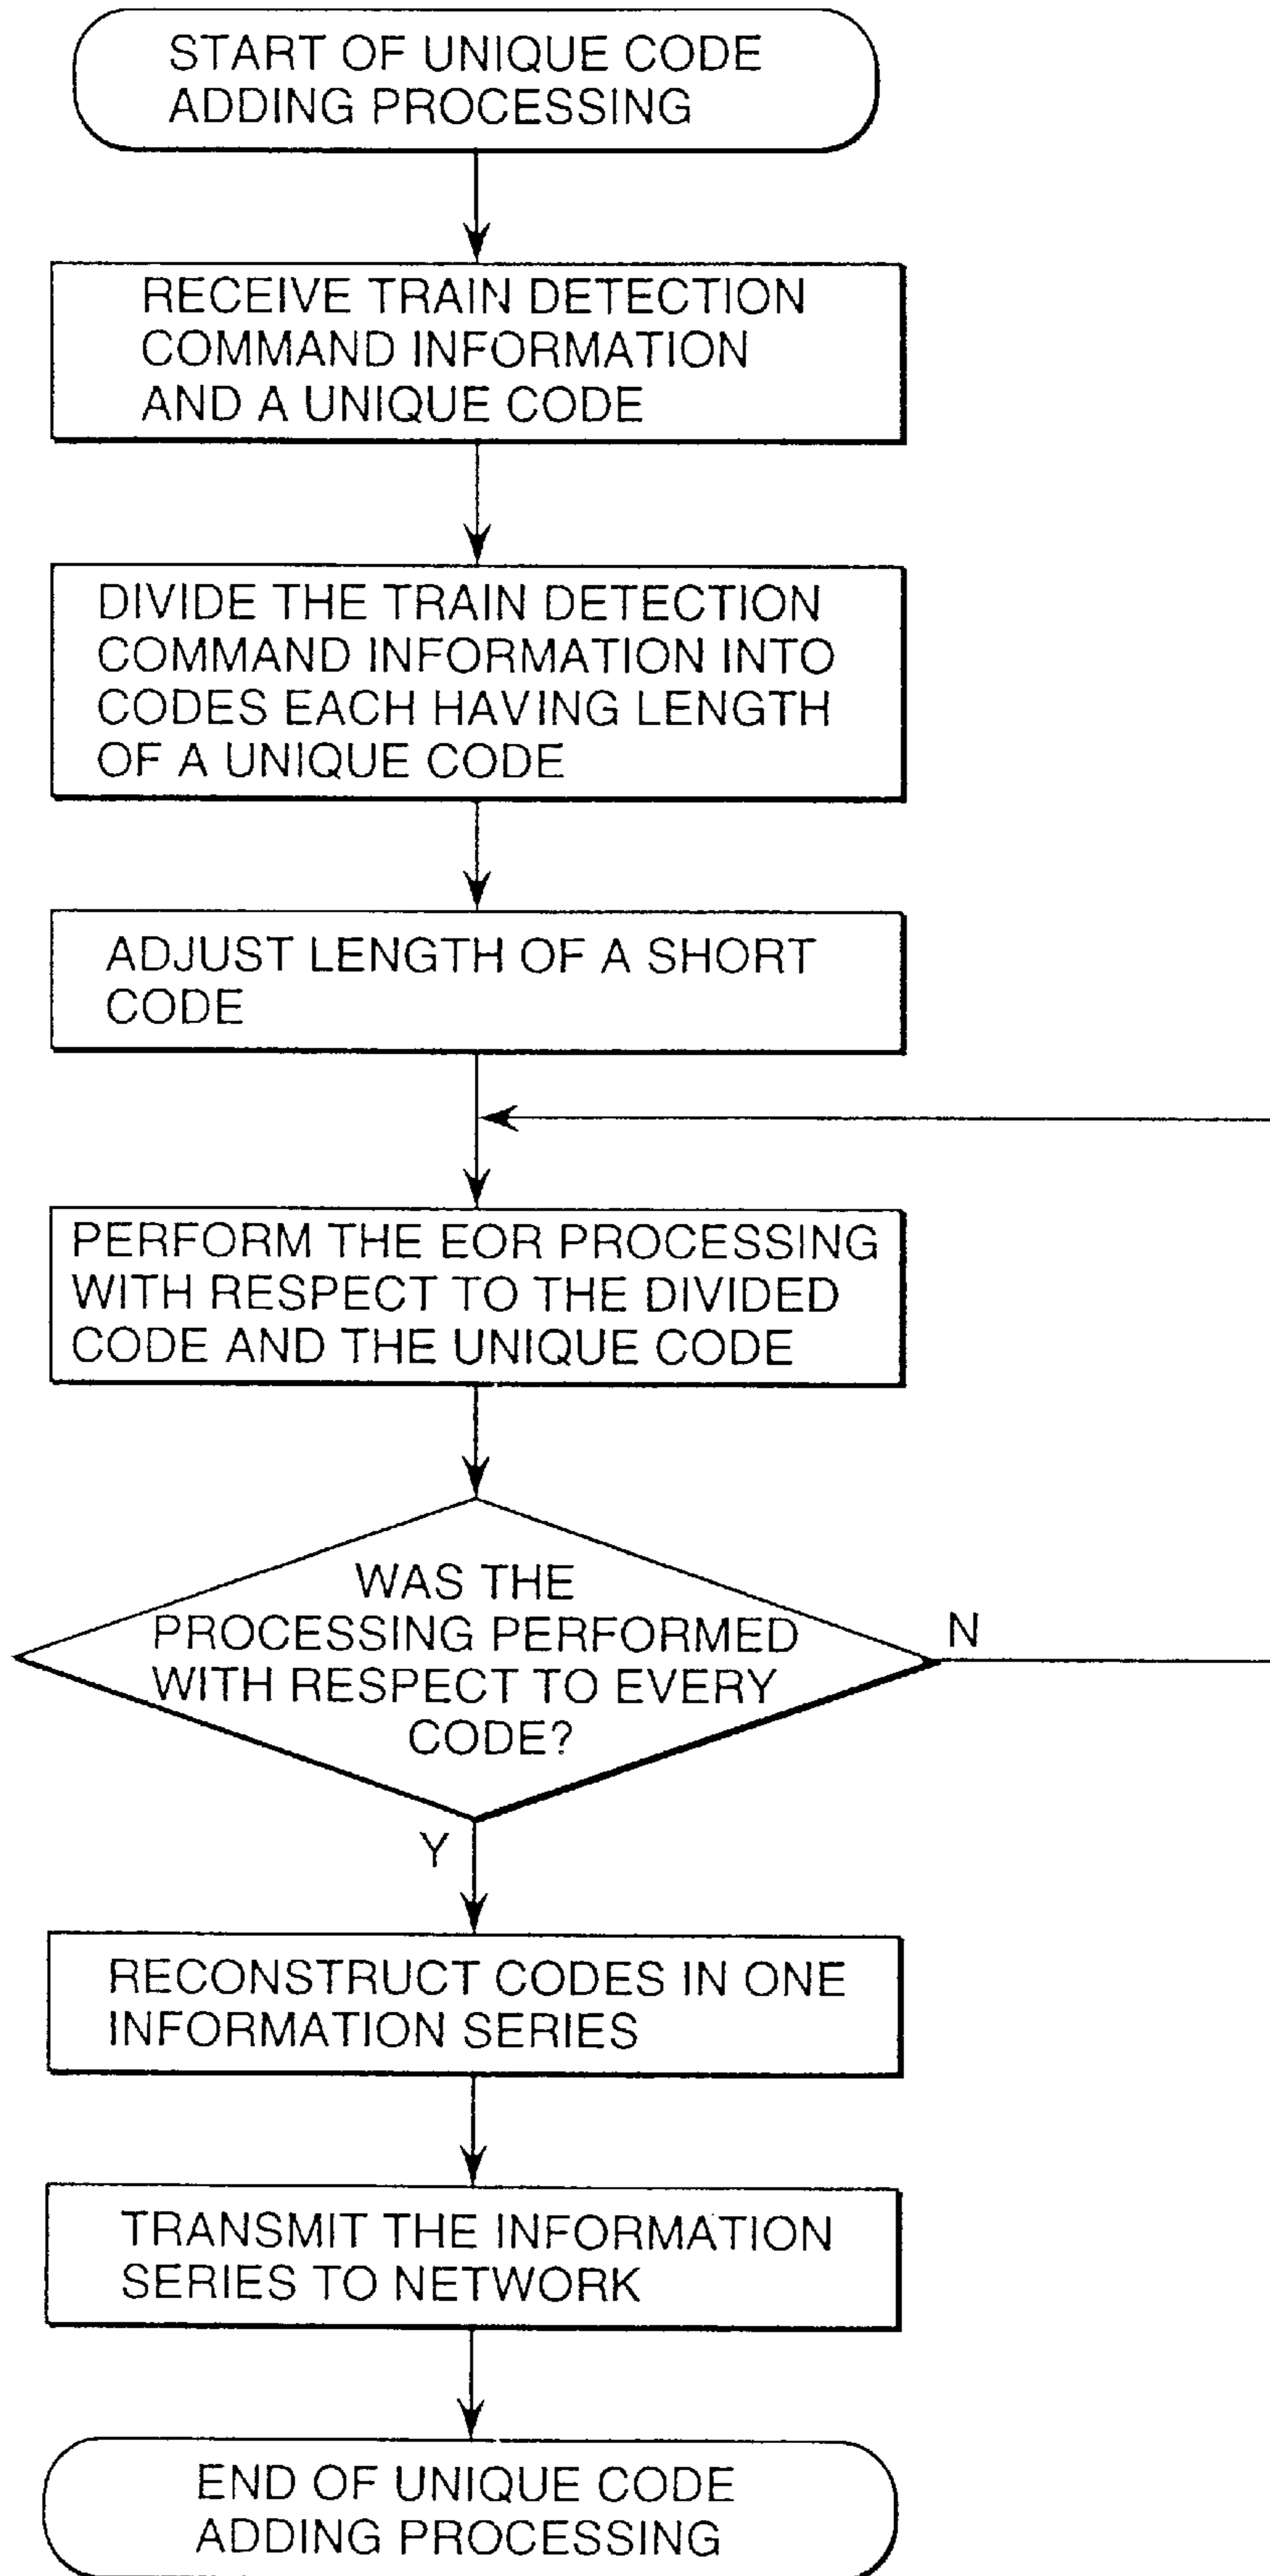 START OF UNIQUE CODE
ADDING PROCESSING
RECEIVE TRAIN DETECTION
COMMAND INFORMATION
AND A UNIQUE CODE
DIVIDE THE TRAIN DETECTION
COMMAND INFORMATION INTO
CODES EACH HAVING LENGTH
OF A UNIQUE CODE
ADJUST LENGTH OF A SHORT
CODE
PERFORM THE EOR PROCESSING
WITH RESPECT TO THE DIVIDED
CODE AND THE UNIQUE CODE
WAS THE
PROCESSING PERFORMED
WITH RESPECT TO EVERY
CODE?
N
Y
RECONSTRUCT CODES IN ONE
INFORMATION SERIES
TRANSMIT THE INFORMATION
SERIES TO NETWORK
END OF UNIQUE CODE
ADDING PROCESSING